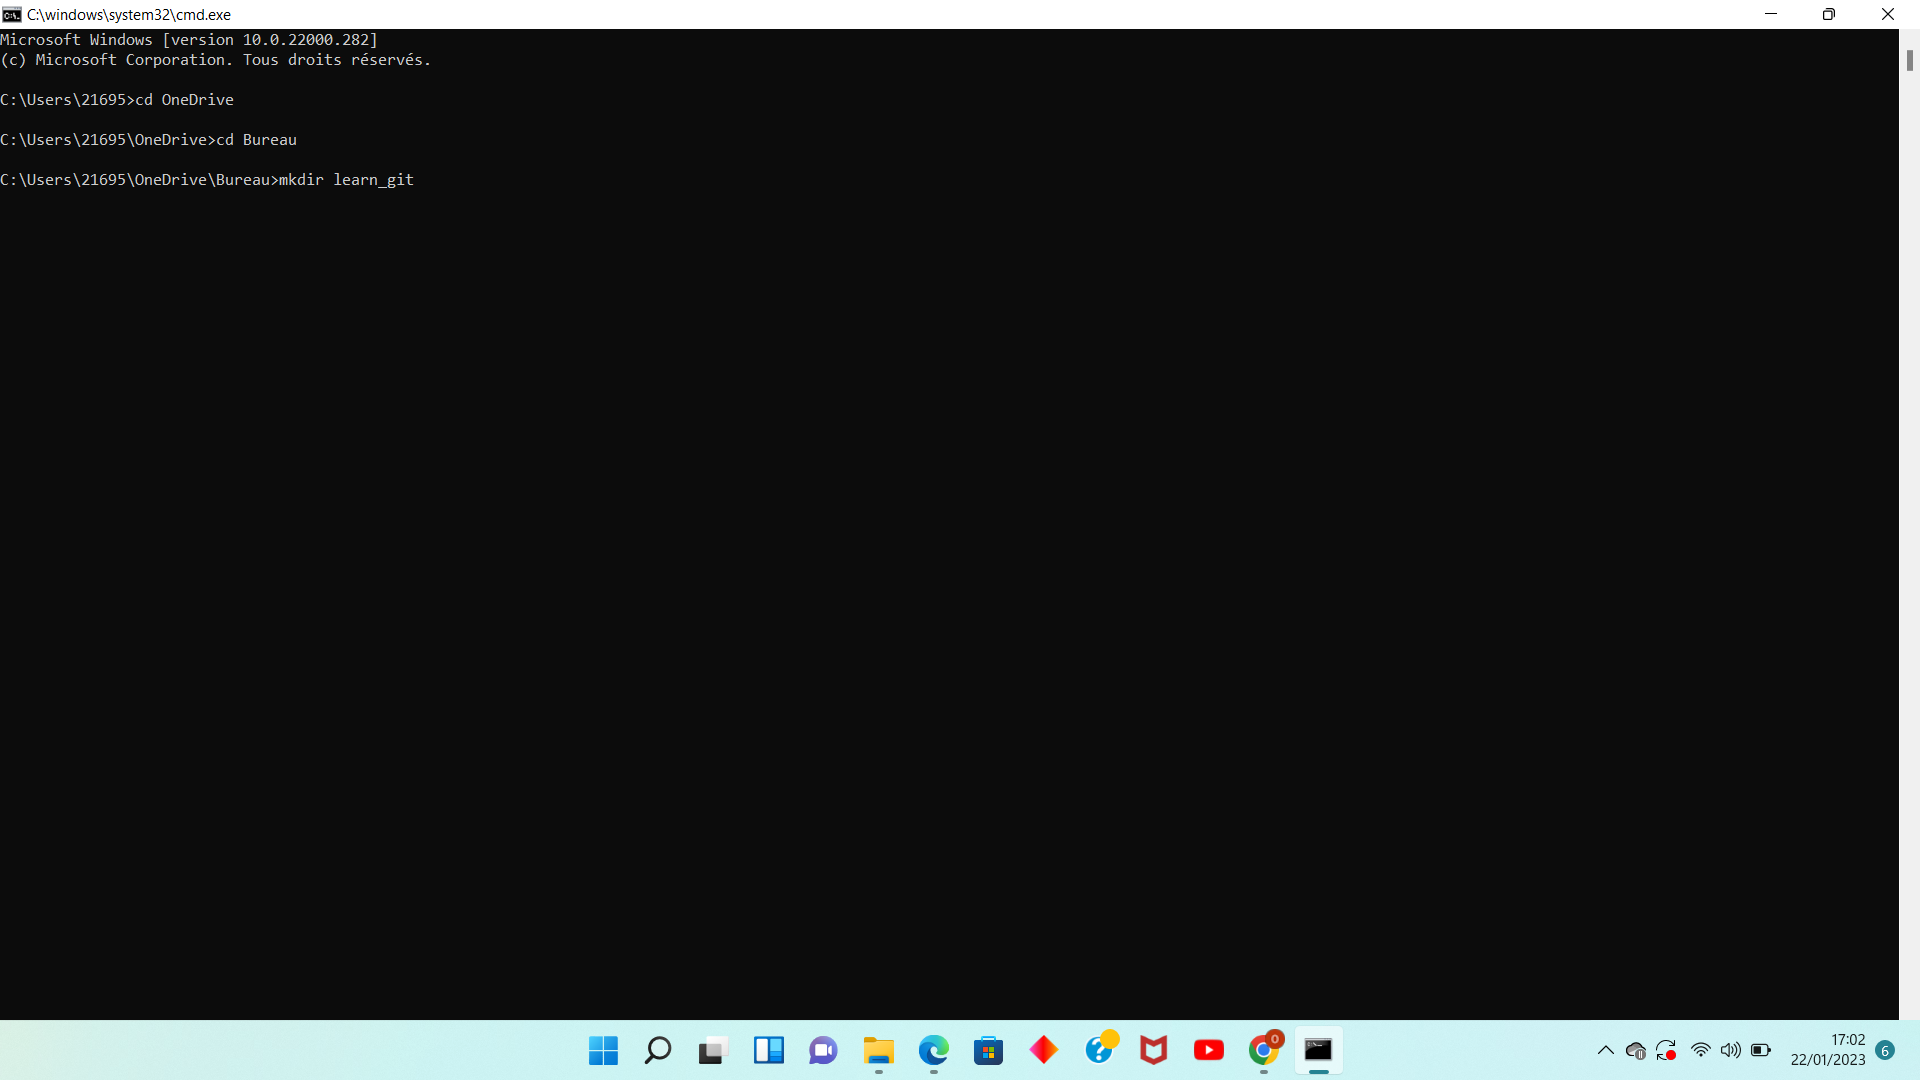 C:\windows\system32\cmd.exe
Microsoft Windows [version 10.0.22000.282]
(c) Microsoft Corporation. Tous droits réservés.
C:\Users\21695>cd OneDrive
C:\Users\21695\OneDrive>cd Bureau
C:\Users\21695\OneDrive\Bureau>mkdir learn_git
0
17:02
22/01/2023
6